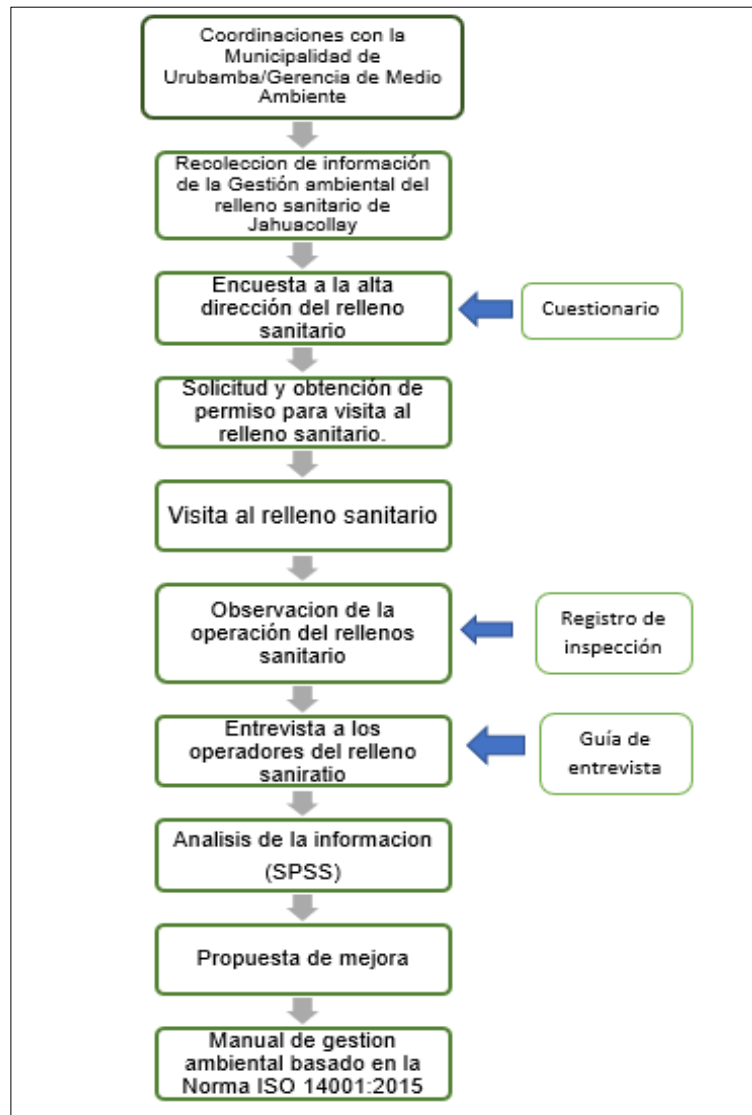 Coordinaciones con la
Municipalidad de
Urubamba/Gerencia de Medio
Ambiente
Recoleccion de información
de la Gestión ambiental del
relleno sanitario de
Jahuacollay
Encuesta a la alta
dirección del relleno
sanitario
Cuestionario
Solicitud y obtención de
permiso para visita al
relleno sanitario.
Visita al relleno sanitario
Observacion de la
operación del rellenos
sanitario
Registro de
inspección
Entrevista a los
operadores del relleno
saniratio
Guía de
entrevista
Analisis de la informacion
(SPSS)
Propuesta de mejora
Manual de gestion
ambiental basado en la
Norma ISO 14001:2015